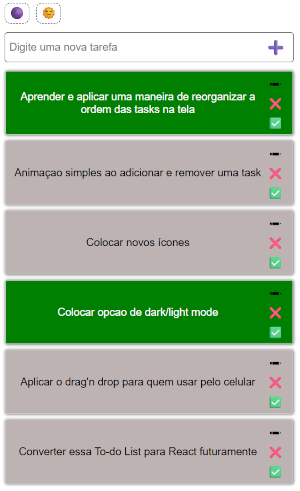 Digite uma nova tarefa
Aprender e aplicar uma maneira de reorganizar a
ordem das tasks na tela
Animaçao simples ao adicionar e remover uma task
Colocar novos ícones
Colocar opcao de dark/light mode
Aplicar o drag'n drop para quem usar pelo celular
Converter essa To-do List para React futuramente